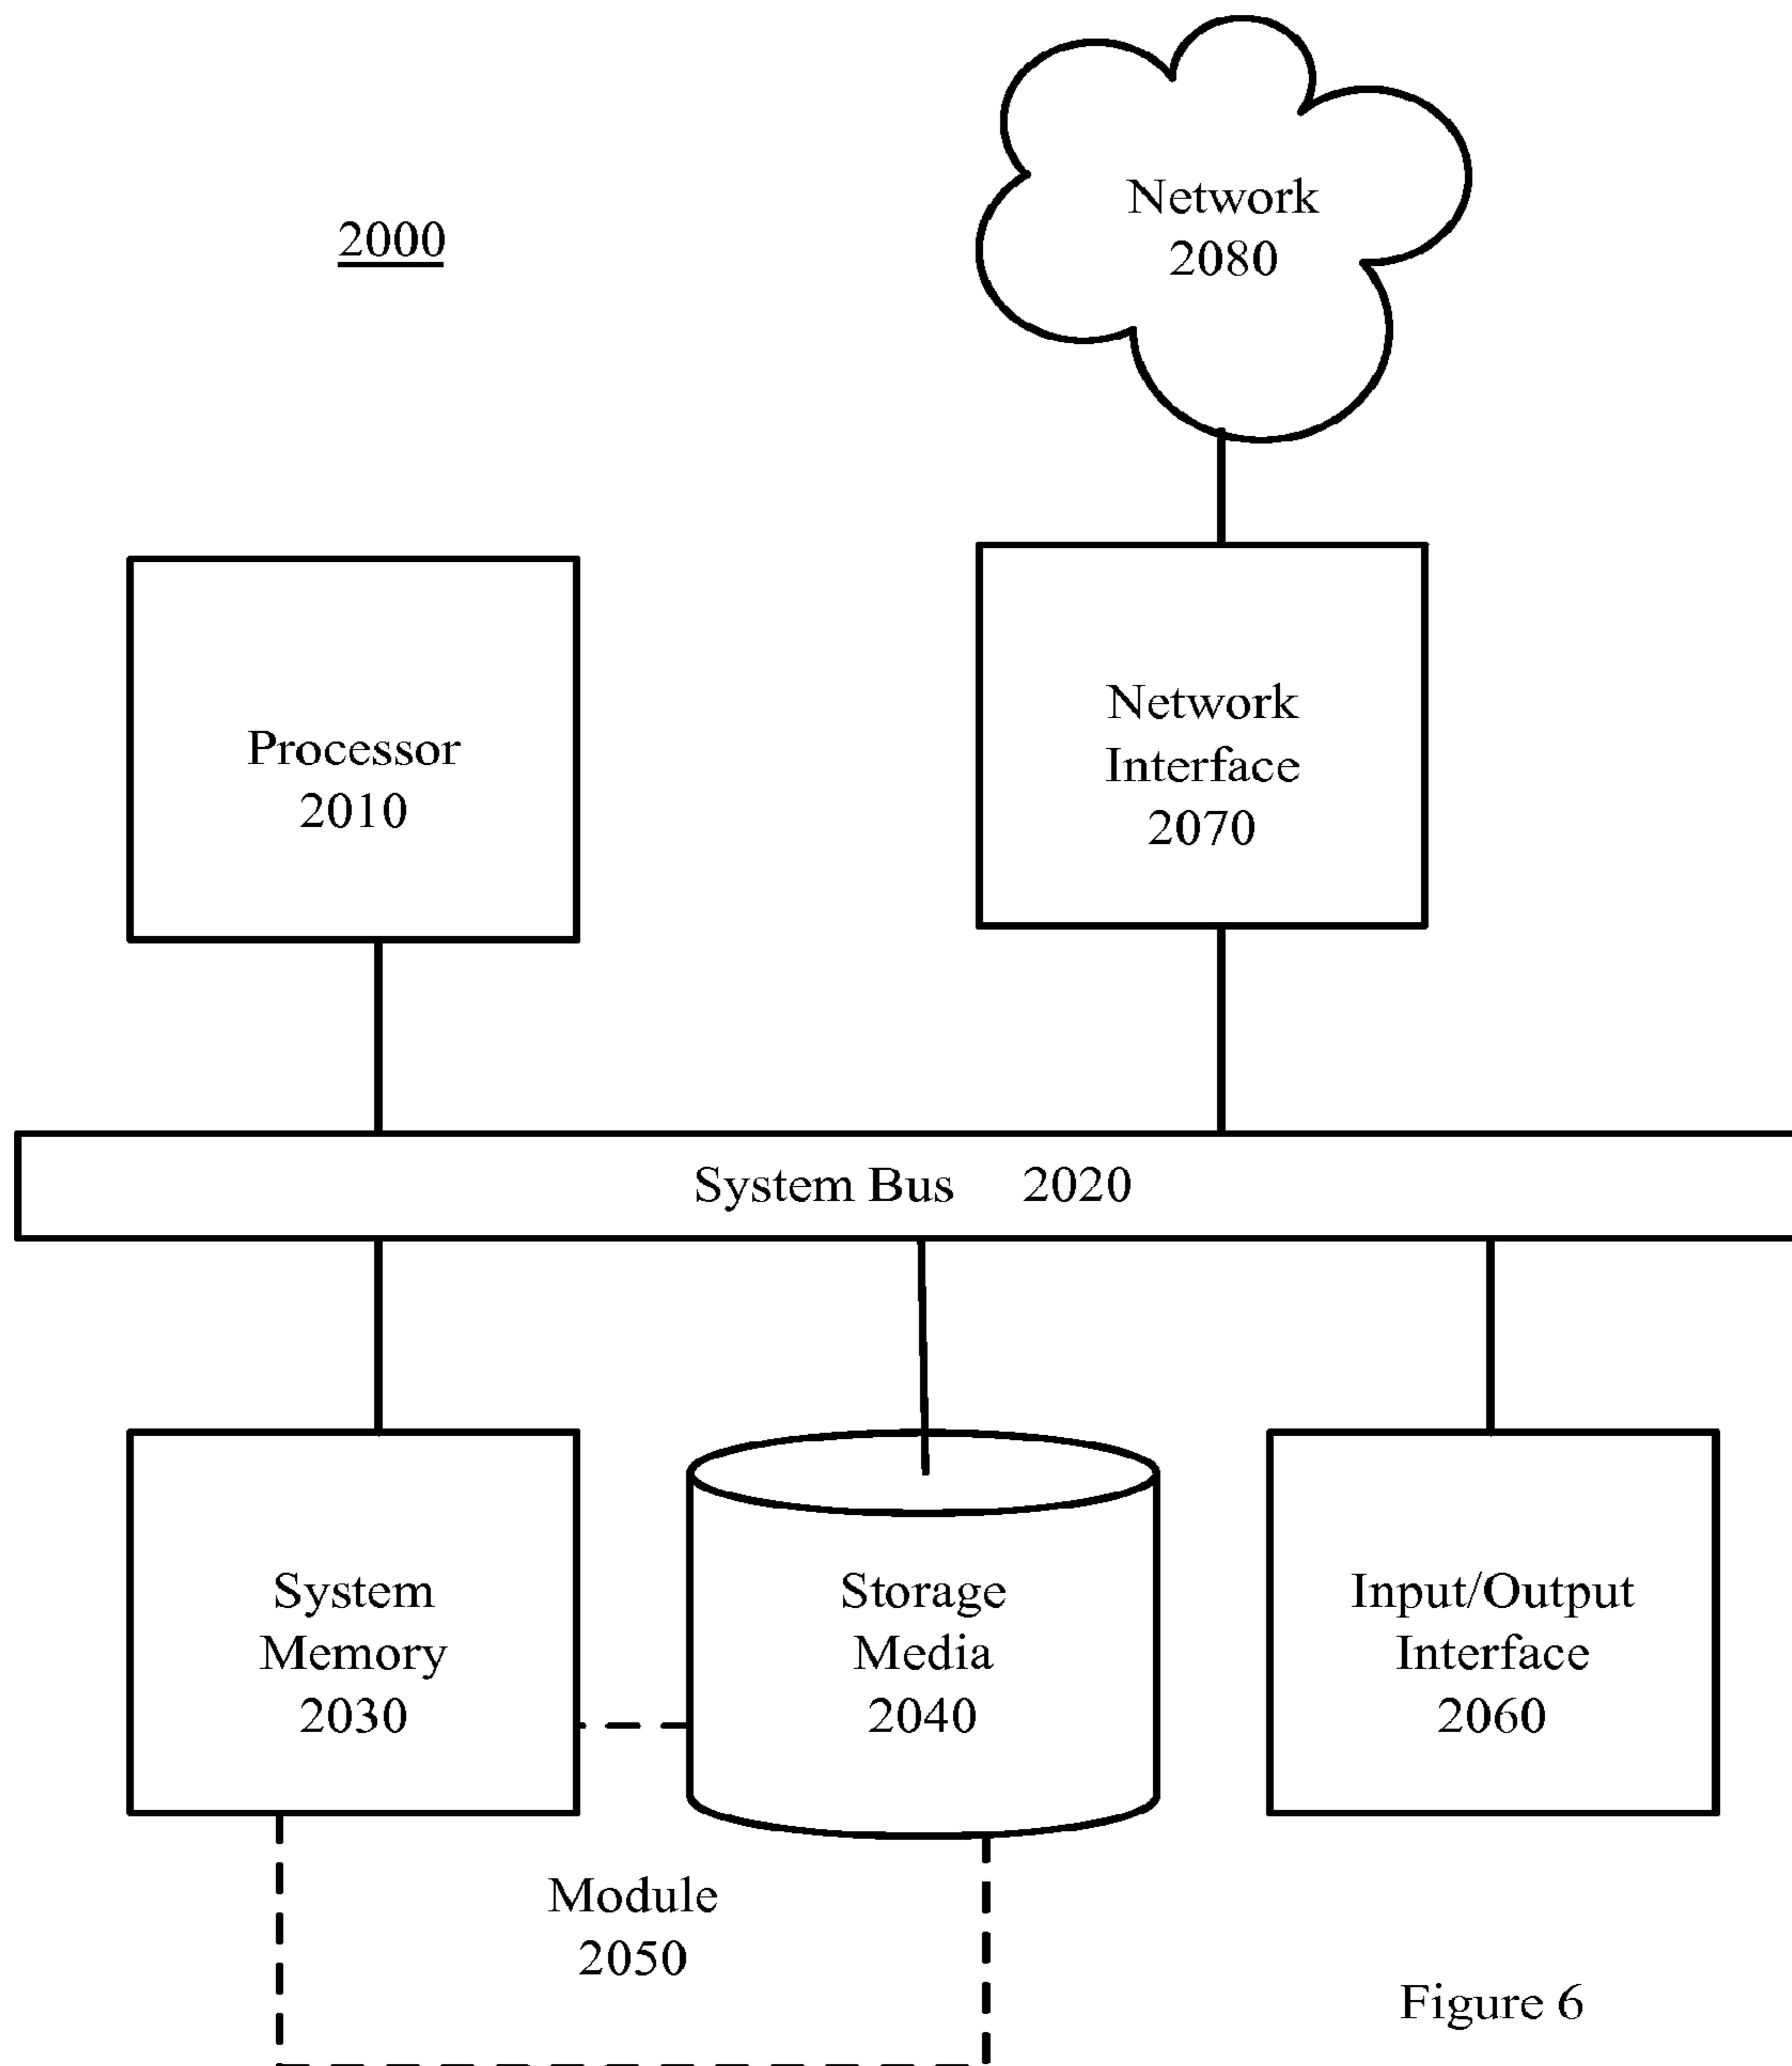 Network
2080
2000
Processor
2010
Network
Interface
2070
System Bus 2020
System
Memory
2030
Storage
Media
2040
Input/Output
Interface
2060
Module
2050
Figure 6